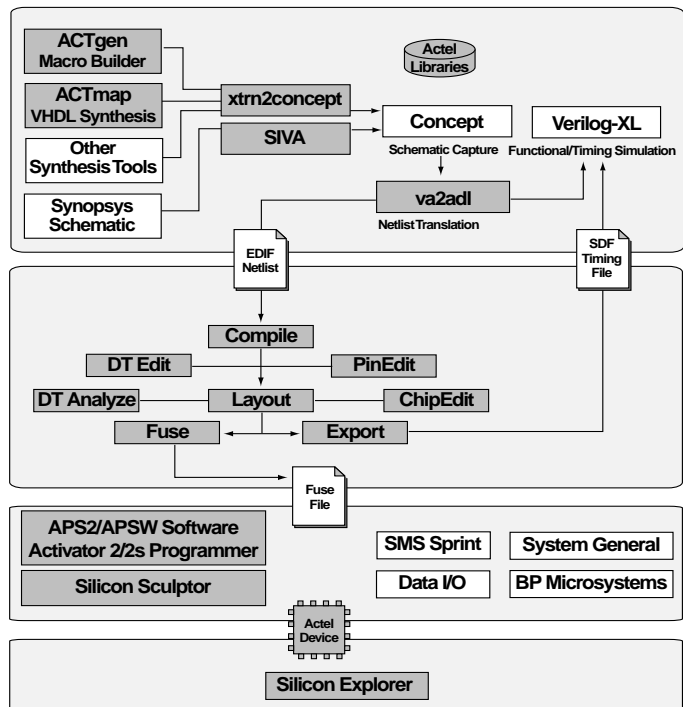 ACTgen
Macro Builder
Actel
Libraries
ACTmap
VHDL Synthesis
xtrn2concept
Concept
Verilog-XL
SIVA
Other
Synthesis Tools
Schematic Capture
Functional/Timing Simulation
Synopsys
Schematic
va2adl
Netlist Translation
EDIF
Netlist
SDF
Timing
File
Compile
DT Edit
PinEdit
DT Analyze
Layout
ChipEdit
Fuse
Export
Fuse
File
APS2/APSW Software
Activator 2/2s Programmer
SMS Sprint
System General
Silicon Sculptor
Data I/O
BP Microsystems
Actel
Device
Silicon Explorer